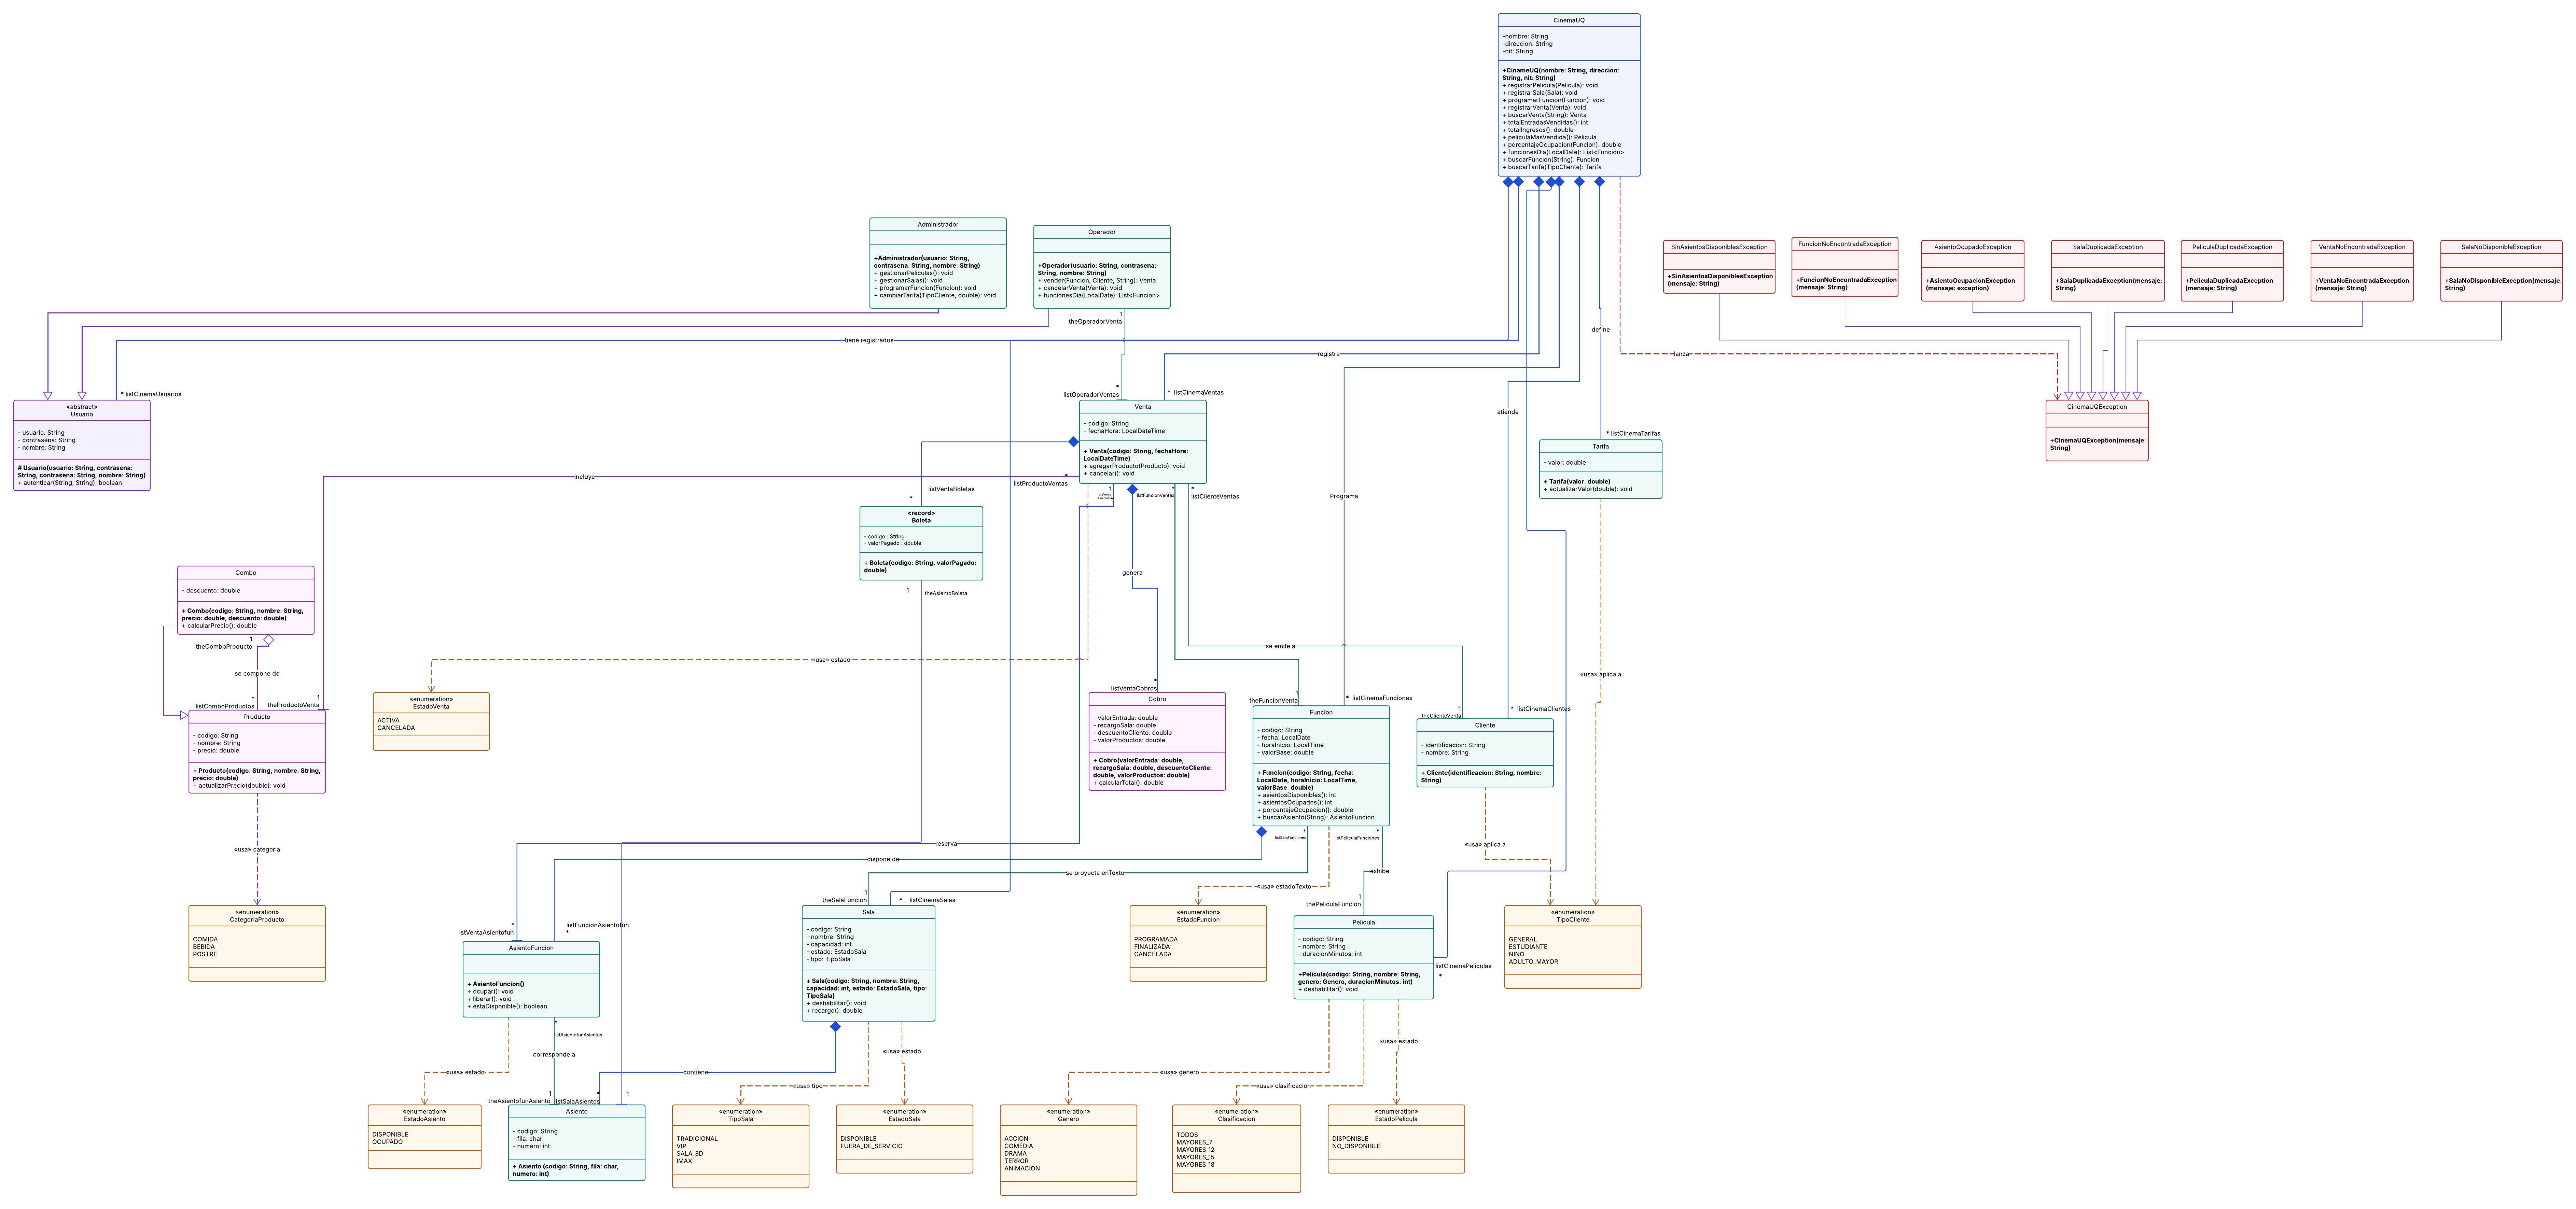 CinemaUQ
-nombre: String
-direccion: String
-nit: String
+CinameUQ(nombre: String, direccion:
String, nit: String)
+ registrarPelicula(Pelicula): void
+ registrarSala(Sala): void
+ programarFuncion(Funcion): void
+ registrarVenta(Venta): void
+ buscarVenta(String): Venta
+ totalEntradasVendidas(): int
+ totalIngresos(): double
+ peliculaMasVendida(): Pelicula
+ porcentajeOcupacion(Funcion): double
+ funcionesDia(LocalDate): List<Funcion>
+ buscarFuncion(String): Funcion
+ buscarTarifa(TipoCliente): Tarifa
Administrador
+Administrador(usuario: String,
contrasena: String, nombre: String)
+ gestionarPeliculas(): void
+ gestionarSalas(): void
+ programarFuncion(Funcion): void
+ cambiarTarifa(TipoCliente, double): void
Operador
+Operador(usuario: String, contrasena:
String, nombre: String)
+ vender(Funcion, Cliente, String): Venta
+ cancelarVenta(Venta): void
+ funcionesDia(LocalDate): List<Funcion>
SinAsientosDisponiblesException
+SinAsientosDisponiblesException
(mensaje: String)
FuncionNoEncontradaException
+FuncionNoEncontradaException
(mensaje: String)
AsientoOcupadoException
+AsientoOcupacionException
(mensaje: exception)
SalaDuplicadaException
+SalaDuplicadaException(mensaje:
String)
PeliculaDuplicadaException
+PeliculaDuplicadaException
(mensaje: String)
VentaNoEncontradaException
+VentaNoEncontradaException
(mensaje: String)
SalaNoDisponibleException
+SalaNoDisponibleException(mensaje:
String)
1
theOperadorVenta
define
tiene registrados
registra
lanza
* listCinemaUsuarios
*
listOperadorVentas
* listCinemaVentas
«abstract»
Usuario
- usuario: String
- contrasena: String
- nombre: String
# Usuario(usuario: String, contrasena:
String, contrasena: String, nombre: String)
+ autenticar(String, String): boolean
Venta
- codigo: String
- fechaHora: LocalDateTime
+ Venta(codigo: String, fechaHora:
LocalDateTime)
+ agregarProducto(Producto): void
+ cancelar(): void
CinemaUQException
+CinemaUQException(mensaje:
String)
atiende
* listCinemaTarifas
Tarifa
- valor: double
+ Tarifa(valor: double)
+ actualizarValor(double): void
incluye
*
listProductoVentas
listVentaBoletas
*
1
*
listFuncionVentas
*
listClienteVentas
Programa
<record>
Boleta
- codigo : String
- valorPagado : double
+ Boleta(codigo: String, valorPagado:
double)
1
theAsientoBoleta
genera
Combo
- descuento: double
+ Combo(codigo: String, nombre: String,
precio: double, descuento: double)
+ calcularPrecio(): double
1
theComboProducto
se compone de
*
listComboProductos
1
theProductoVenta
se emite a
«usa» estado
«usa» aplica a
*
listVentaCobros
1
theFuncionVenta
* listCinemaFunciones
1
theClienteVenta
* listCinemaClientes
«enumeration»
EstadoVenta
ACTIVA
CANCELADA
Cobro
- valorEntrada: double
- recargoSala: double
- descuentoCliente: double
- valorProductos: double
+ Cobro(valorEntrada: double,
recargoSala: double, descuentoCliente:
double, valorProductos: double)
+ calcularTotal(): double
Funcion
- codigo: String
- fecha: LocalDate
- horaInicio: LocalTime
- valorBase: double
+ Funcion(codigo: String, fecha:
LocalDate, horaInicio: LocalTime,
valorBase: double)
+ asientosDisponibles(): int
+ asientosOcupados(): int
+ porcentajeOcupacion(): double
+ buscarAsiento(String): AsientoFuncion
Cliente
- identificacion: String
- nombre: String
+ Cliente(identificacion: String, nombre:
String)
Producto
- codigo: String
- nombre: String
- precio: double
+ Producto(codigo: String, nombre: String,
precio: double)
+ actualizarPrecio(double): void
*
listSalaFunciones
*
listPeliculaFunciones
«usa» categoria
reserva
«usa» aplica a
dispone de
se proyecta enTexto
exhibe
«usa» estadoTexto
1
theSalaFuncion
* listCinemaSalas
1
thePeliculaFuncion
«enumeration»
CategoriaProducto
COMIDA
BEBIDA
POSTRE
*
istVentaAsientofun
listFuncionAsientofun
*
AsientoFuncion
+ AsientoFuncion()
+ ocupar(): void
+ liberar(): void
+ estaDisponible(): boolean
Sala
- codigo: String
- nombre: String
- capacidad: int
- estado: EstadoSala
- tipo: TipoSala
+ Sala(codigo: String, nombre: String,
capacidad: int, estado: EstadoSala, tipo:
TipoSala)
+ deshabilitar(): void
+ recargo(): double
«enumeration»
EstadoFuncion
PROGRAMADA
FINALIZADA
CANCELADA
Pelicula
- codigo: String
- nombre: String
- duracionMinutos: int
+Pelicula(codigo: String, nombre: String,
genero: Genero, duracionMinutos: int)
+ deshabilitar(): void
listCinemaPeliculas
*
«enumeration»
TipoCliente
GENERAL
ESTUDIANTE
NIÑO
ADULTO_MAYOR
*
listAsientofunAsientos
corresponde a
«usa» estado
«usa» estado
«usa» estado
contiene
«usa» genero
«usa» tipo
«usa» clasificacion
1
theAsientofunAsiento
*
listSalaAsientos
1
«enumeration»
EstadoAsiento
DISPONIBLE
OCUPADO
Asiento
- codigo: String
- fila: char
- numero: int
+ Asiento (codigo: String, fila: char,
numero: int)
«enumeration»
TipoSala
TRADICIONAL
VIP
SALA_3D
IMAX
«enumeration»
EstadoSala
DISPONIBLE
FUERA_DE_SERVICIO
«enumeration»
Genero
ACCION
COMEDIA
DRAMA
TERROR
ANIMACION
«enumeration»
Clasificacion
TODOS
MAYORES_7
MAYORES_12
MAYORES_15
MAYORES_18
«enumeration»
EstadoPelicula
DISPONIBLE
NO_DISPONIBLE